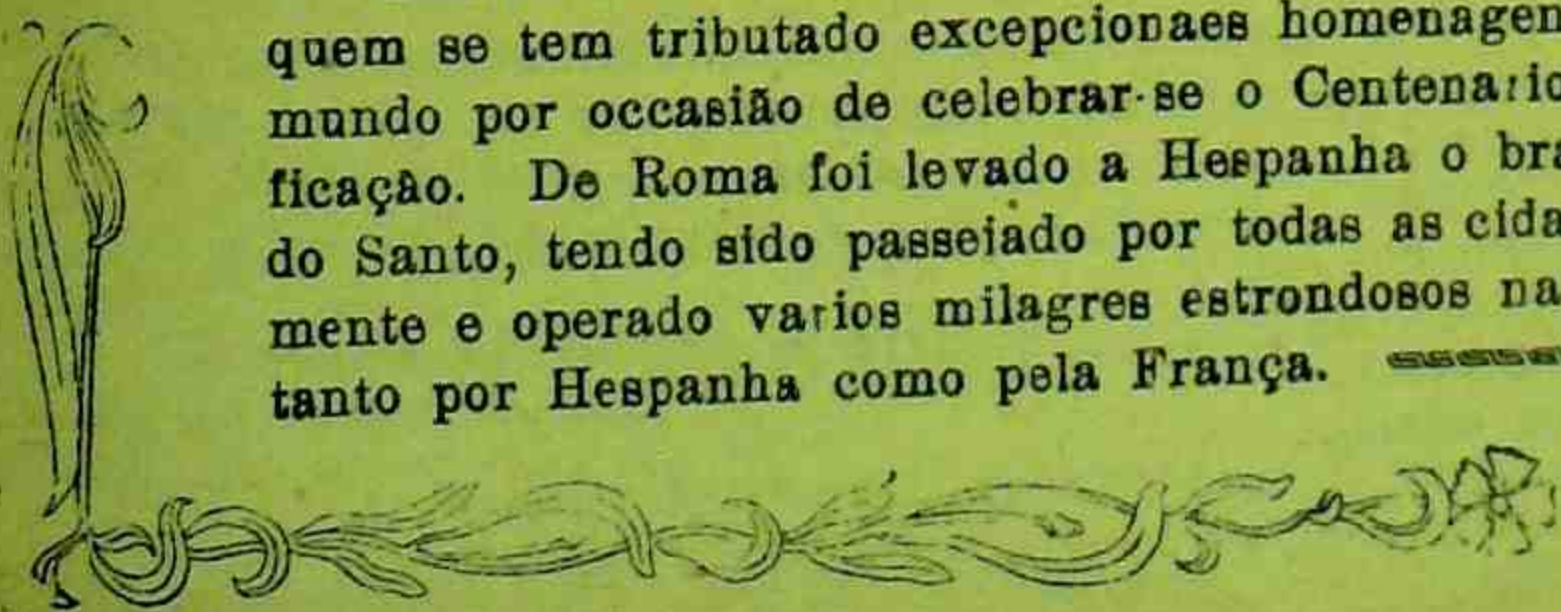 quem se tem tributado excepcionaes homenagen
mundo por occasião de celebrar-se o Centenario
ficação. De Roma foi levado a Hespanha o bra
do Santo, tendo sido passeiado por todas as cida
mente e operado varios milagres estrondosos na
tanto por Hespanha como pela França.